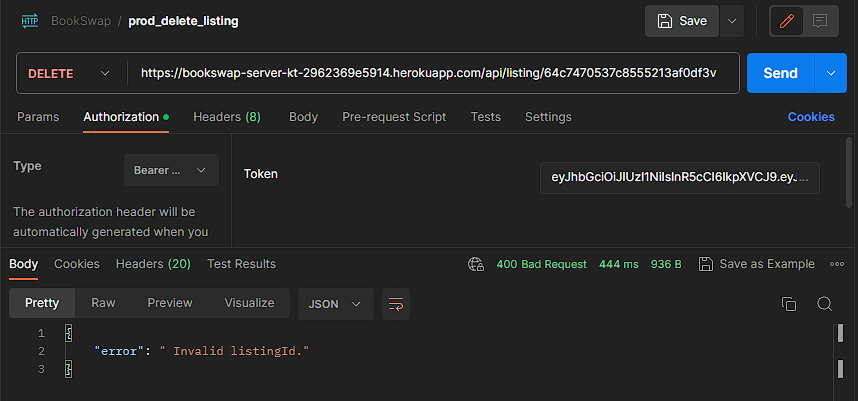 HTTP BookSwap / prod_delete_listing Save
DELETE https://bookswap-server-kt-2962369e5914.herokuapp.com/api/listing/64c7470537c8555213af0df3v Send
Params Authorization Headers (8) Body Pre-request Script Tests Settings Cookies
Type Bearer ... Token eyJhbGciOiJIUzI1NiIsInR5cCI6IkpXVCJ9.ey...
The authorization header will be
automatically generated when you
Body Cookies Headers (20) Test Results 400 Bad Request 444 ms 936 B Save as Example
Pretty Raw Preview Visualize JSON
1 {
2 "error": " Invalid listingId."
3 }